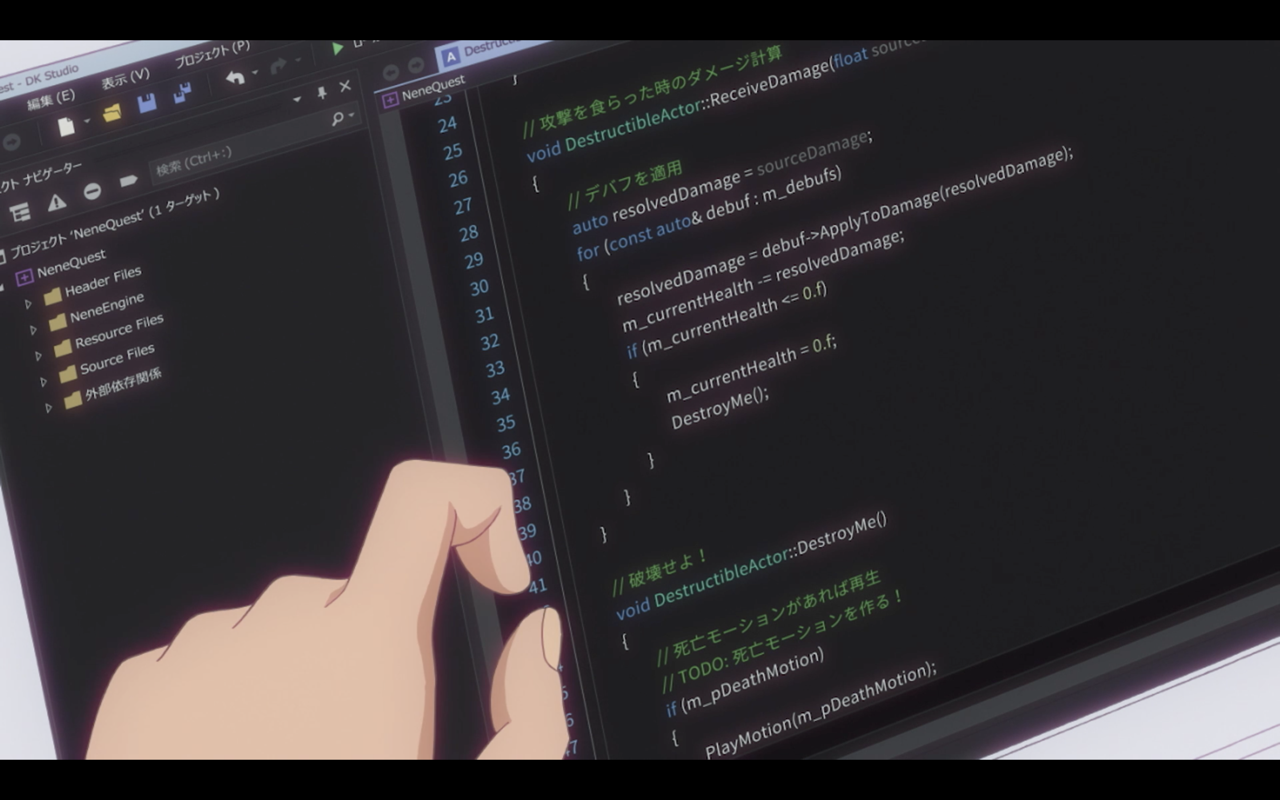 est - DK Studio
編集 (E)
表示 (V)
プロジェクト (P)
クト ナビゲーター
検索 (Ctrl+:)
プロジェクト 'NeneQuest' (1 ターゲット)
NeneQuest
Header Files
NeneEngine
Resource Files
Source Files
外部依存関係
A
NeneQuest
23
24
25
26
27
28
29
30
31
32
33
34
35
36
37
38
39
40
41
}
// 攻撃を食らった時のダメージ計算
void DestructibleActor::ReceiveDamage(float
{
// デバフを適用
auto resolvedDamage = sourceDamage;
for (const auto& debuf : m_debufs)
{
resolvedDamage = debuf->ApplyToDamage(resolvedDamage);
m_currentHealth -= resolvedDamage;
if (m_currentHealth <= 0.f)
{
m_currentHealth = 0.f;
DestroyMe();
}
}
}
// 破壊せよ！
void DestructibleActor::DestroyMe()
{
// 死亡モーションがあれば再生
// TODO: 死亡モーションを作る！
if (m_pDeathMotion)
{
PlayMotion(m_pDeathMotion);